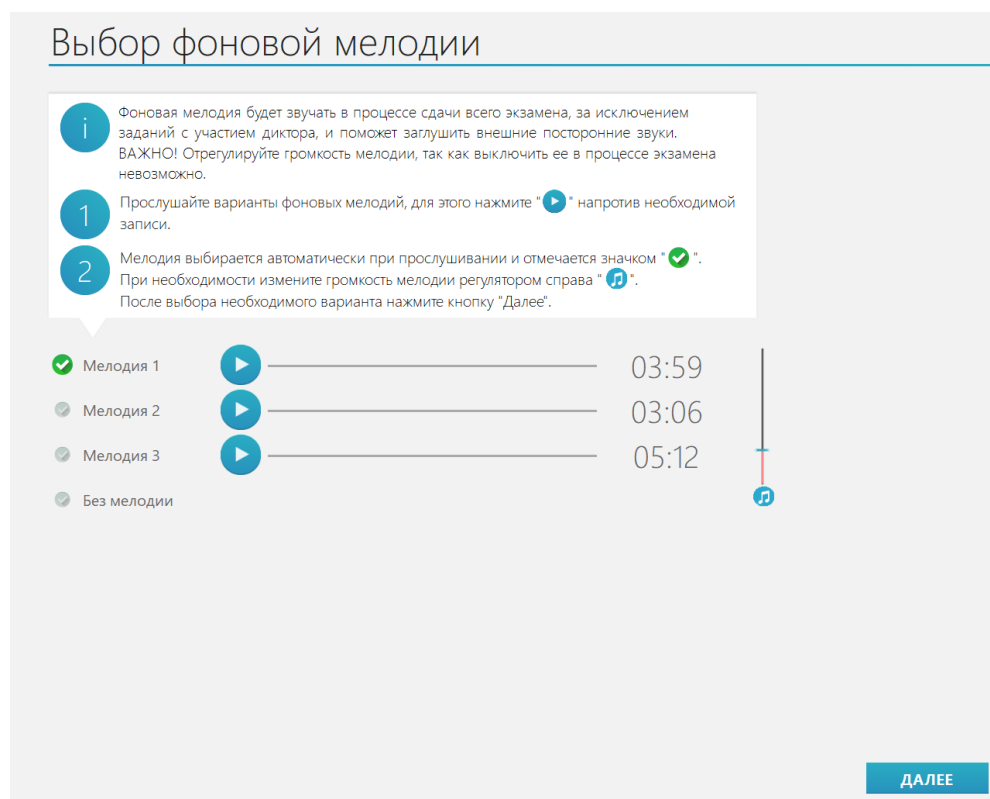 Выбор фоновой мелодии
i
Фоновая мелодия будет звучать в процессе сдачи всего экзамена, за исключением
заданий с участием диктора, и поможет заглушить внешние посторонние звуки.
ВАЖНО! Отрегулируйте громкость мелодии, так как выключить ее в процессе экзамена
невозможно.
1
Прослушайте варианты фоновых мелодий, для этого нажмите " " напротив необходимой
записи.
2
Мелодия выбирается автоматически при прослушивании и отмечается значком " ".
При необходимости измените громкость мелодии регулятором справа " ".
После выбора необходимого варианта нажмите кнопку "Далее".
Мелодия 1 03:59
Мелодия 2 03:06
Мелодия 3 05:12
Без мелодии
ДАЛЕЕ